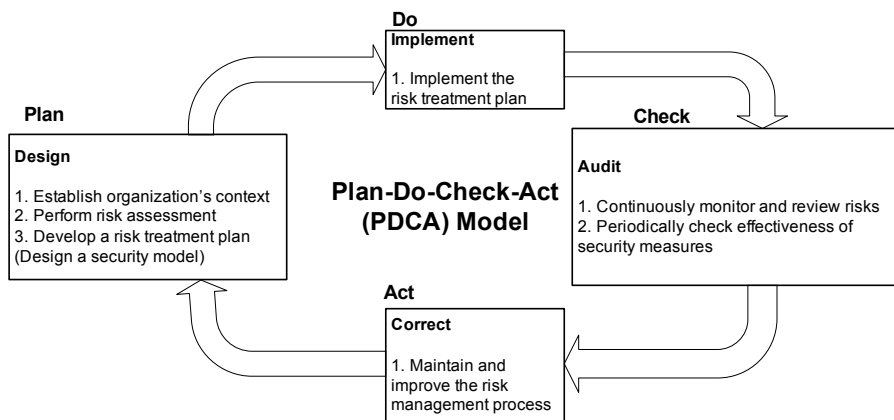 Do
Implement
1. Implement the
risk treatment plan
Plan
Design
1. Establish organization’s context
2. Perform risk assessment
3. Develop a risk treatment plan
(Design a security model)
Plan-Do-Check-Act
(PDCA) Model
Check
Audit
1. Continuously monitor and review risks
2. Periodically check effectiveness of
security measures
Act
Correct
1. Maintain and
improve the risk
management process